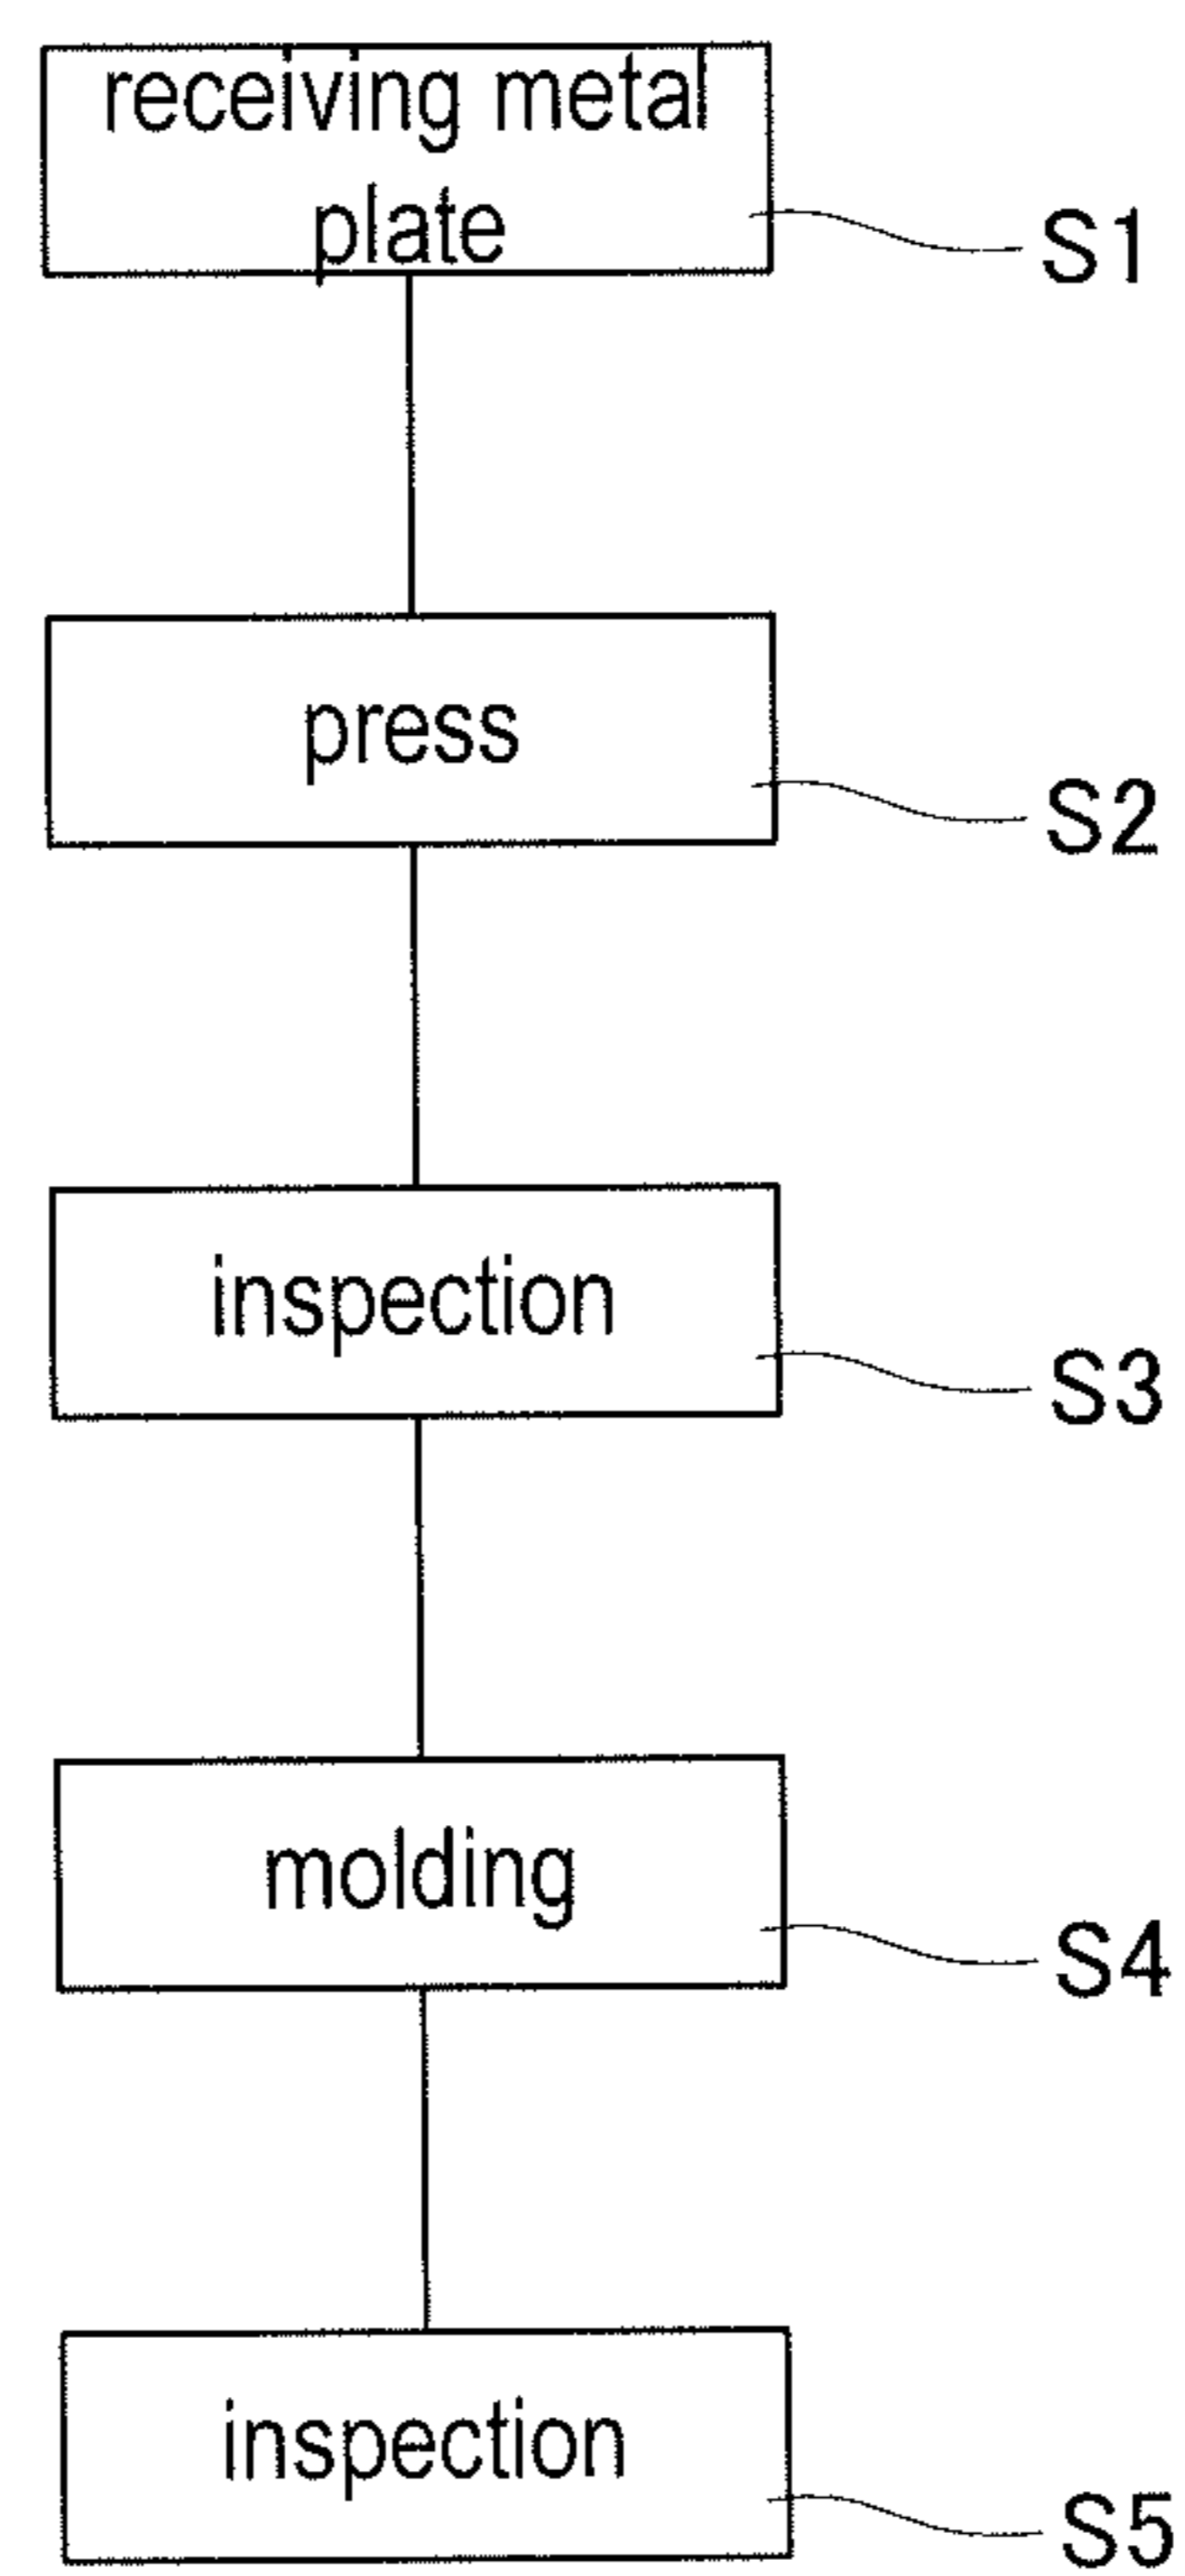 receiving metal
plate
S1
press
S2
inspection
S3
molding
S4
inspection
S5